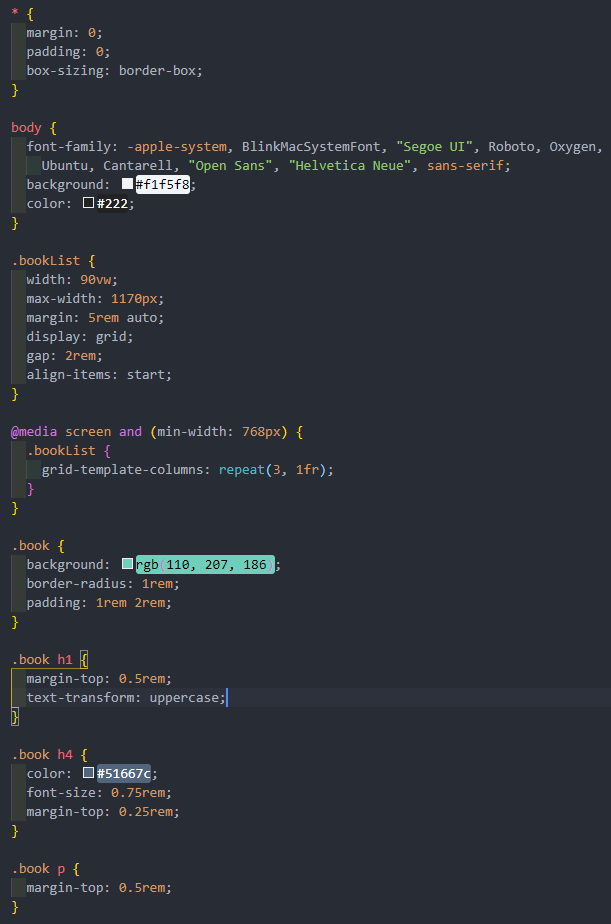 * {
  margin: 0;
  padding: 0;
  box-sizing: border-box;
}

body {
  font-family: -apple-system, BlinkMacSystemFont, "Segoe UI", Roboto, Oxygen,
    Ubuntu, Cantarell, "Open Sans", "Helvetica Neue", sans-serif;
  background: #f1f5f8;
  color: #222;
}

.bookList {
  width: 90vw;
  max-width: 1170px;
  margin: 5rem auto;
  display: grid;
  gap: 2rem;
  align-items: start;
}

@media screen and (min-width: 768px) {
  .bookList {
    grid-template-columns: repeat(3, 1fr);
  }
}

.book {
  background: rgb(110, 207, 186);
  border-radius: 1rem;
  padding: 1rem 2rem;
}

.book h1 {
  margin-top: 0.5rem;
  text-transform: uppercase;
}

.book h4 {
  color: #51667c;
  font-size: 0.75rem;
  margin-top: 0.25rem;
}

.book p {
  margin-top: 0.5rem;
}